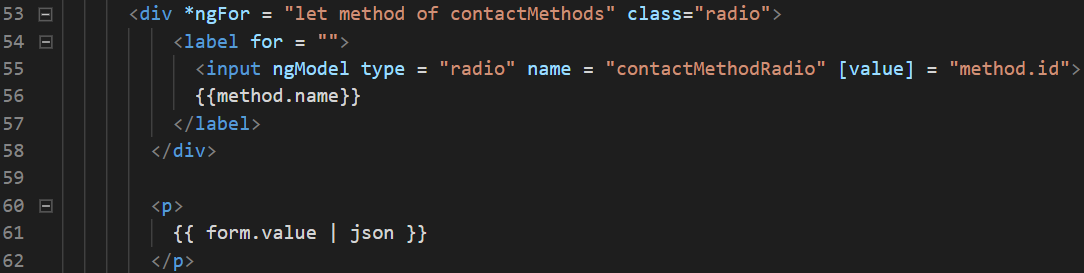 53 <div *ngFor = "let method of contactMethods" class="radio">
54 <label for = "">
55 <input ngModel type = "radio" name = "contactMethodRadio" [value] = "method.id">
56 {{method.name}}
57 </label>
58 </div>
59
60 <p>
61 {{ form.value | json }}
62 </p>